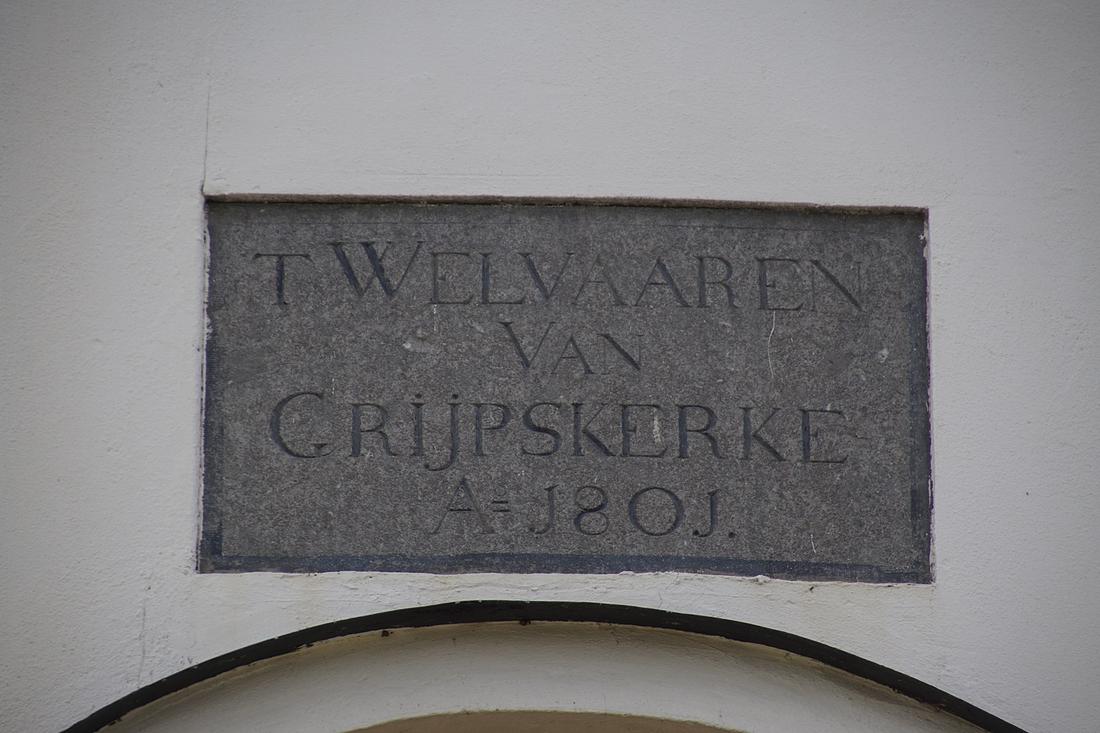 T WELVAAREN
VAN
GRIJPSKERKE
A= 1801.